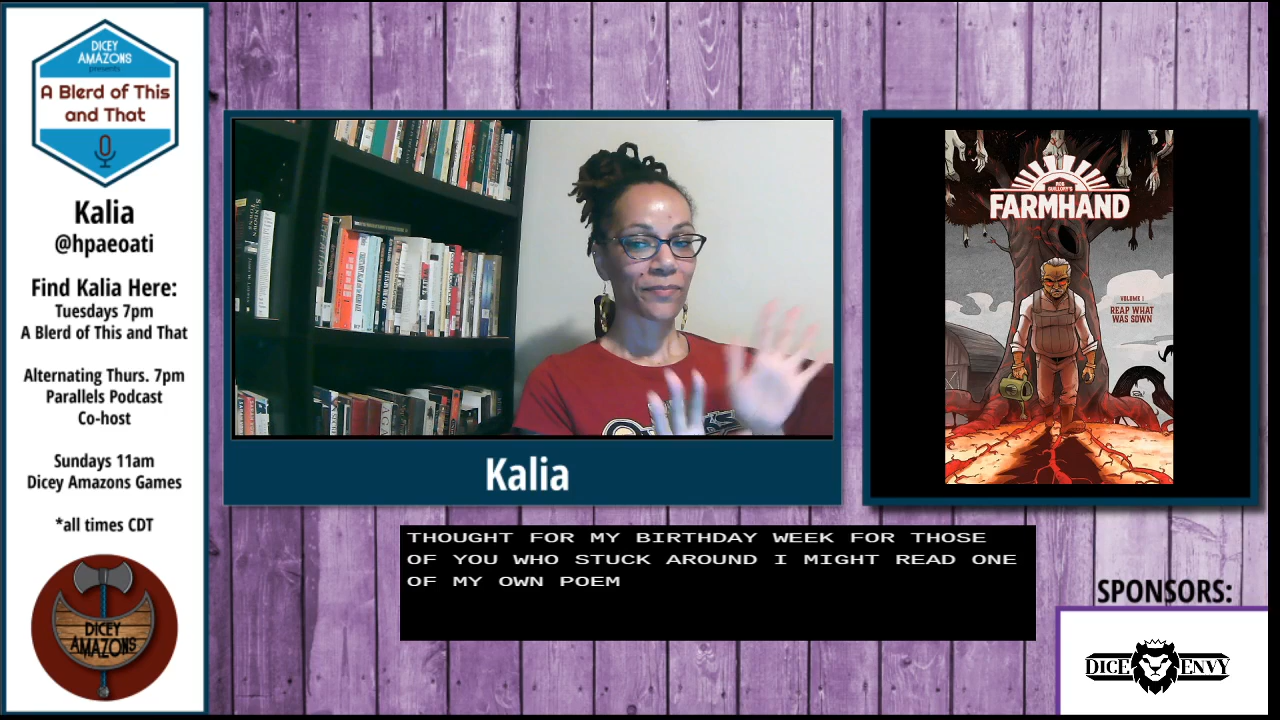 DICEY
AMAZONS
presents
A Blerd of This
and That
Kalia
@hpaeoati
Find Kalia Here:
Tuesdays 7pm
A Blerd of This and That
Alternating Thurs. 7pm
Parallels Podcast
Co-host
Sundays 11am
Dicey Amazons Games
*all times CDT
DICEY
AMAZONS
Kalia
ROB
GUILLORY'S
FARMHAND
VOLUME 1
REAP WHAT
WAS SOWN
THOUGHT FOR MY BIRTHDAY WEEK FOR THOSE
OF YOU WHO STUCK AROUND I MIGHT READ ONE
OF MY OWN POEM
SPONSORS:
DICE ENVY